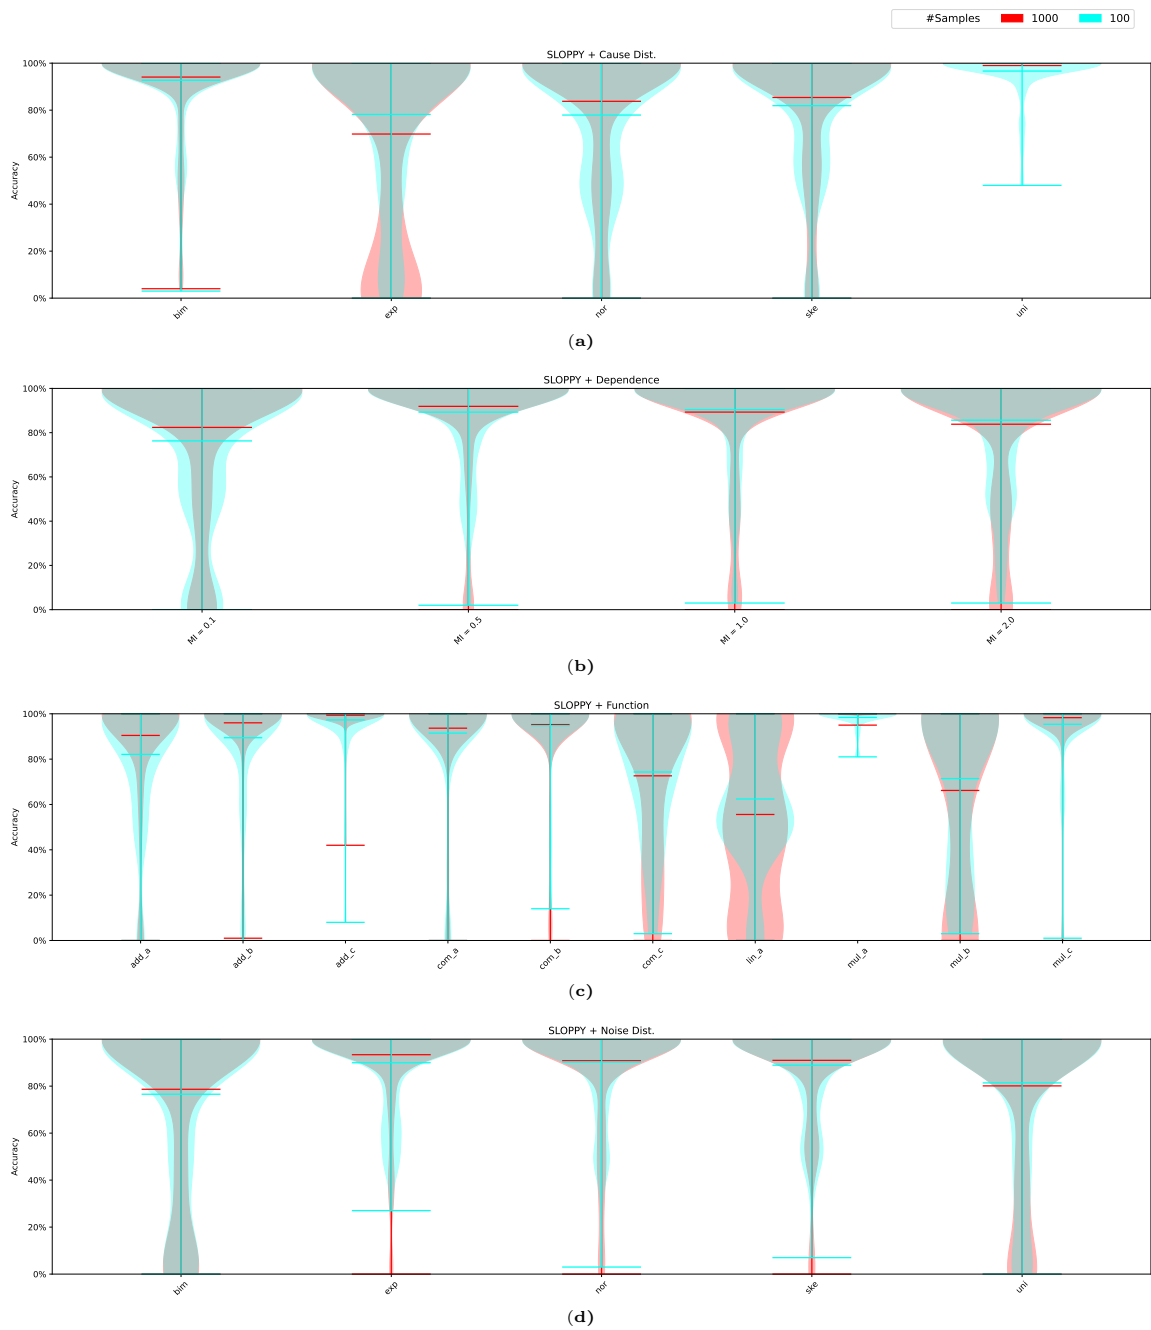 #Samples 1000 100
SLOPPY + Cause Dist.
100%
80%
60%
40%
20%
0%
Accuracy
bim exp nor ske uni
(a)
SLOPPY + Dependence
100%
80%
60%
40%
20%
0%
Accuracy
MI = 0.1 MI = 0.5 MI = 1.0 MI = 2.0
(b)
SLOPPY + Function
100%
80%
60%
40%
20%
0%
Accuracy
add_a add_b add_c com_a com_b com_c lin_a mul_a mul_b mul_c
(c)
SLOPPY + Noise Dist.
100%
80%
60%
40%
20%
0%
Accuracy
bim exp nor ske uni
(d)